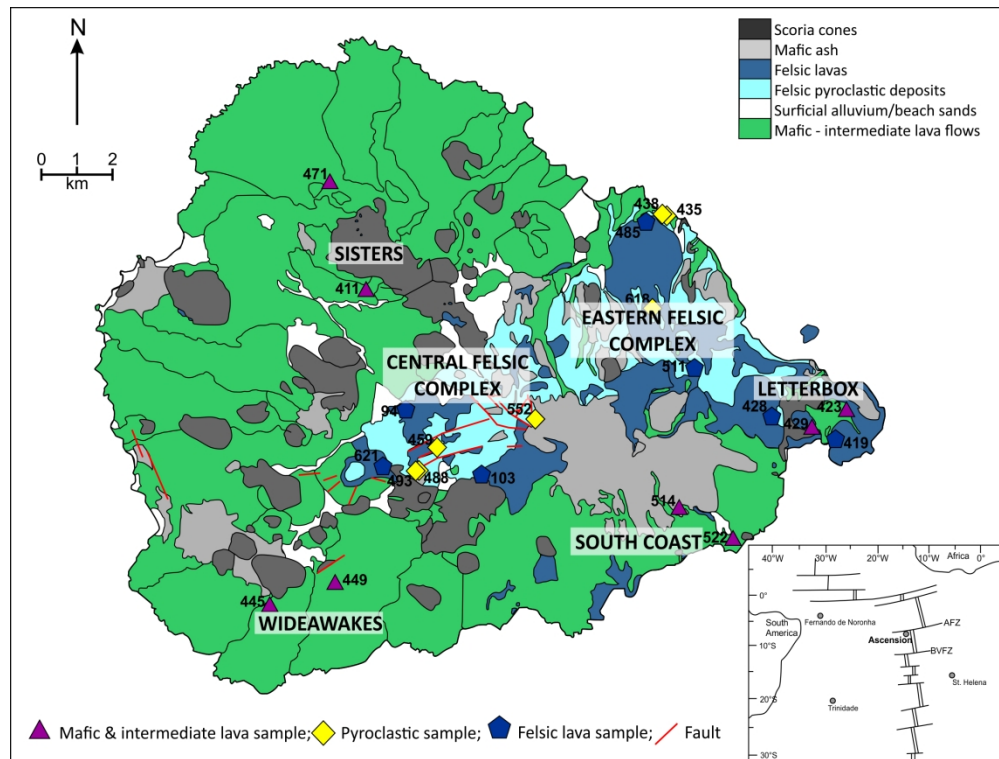 N
0 1 2
km
Scoria cones
Mafic ash
Felsic lavas
Felsic pyroclastic deposits
Surficial alluvium/beach sands
Mafic - intermediate lava flows
471
SISTERS
411
438
435
485
618
EASTERN FELSIC
COMPLEX
511
CENTRAL FELSIC
COMPLEX
94
552
459
621
493
488
103
LETTERBOX
428
423
429
419
514
SOUTH COAST
522
449
445
WIDEAWAKES
40°W 30°W 20°W 10°W 0°
Africa
0°
South
America
Fernando de Noronha
AFZ
Ascension
10°S
BVFZ
St. Helena
20°S
Trinidade
30°S
Mafic & intermediate lava sample; Pyroclastic sample; Felsic lava sample; Fault